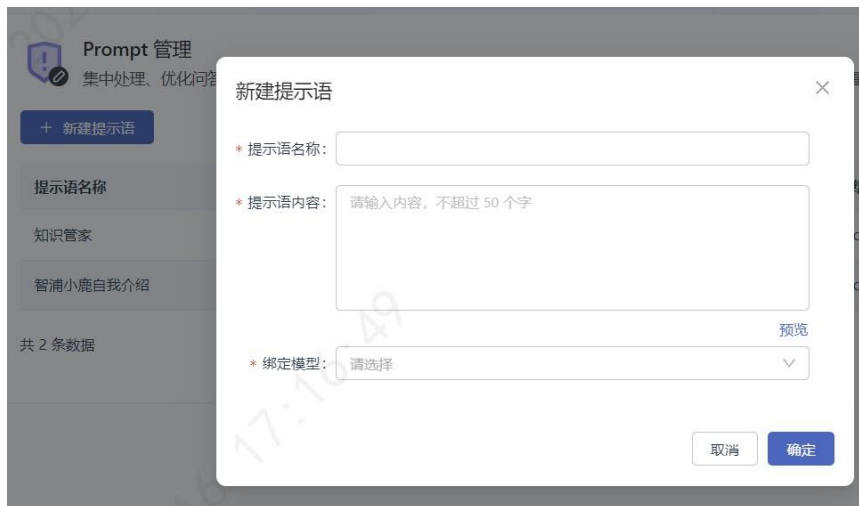 Prompt 管理
集中处理、优化问答
+ 新建提示语
提示语名称
知识管家
智浦小鹿自我介绍
共 2 条数据
新建提示语
* 提示语名称：
* 提示语内容： 请输入内容，不超过 50 个字
预览
* 绑定模型： 请选择
取消 确定
17:16:49